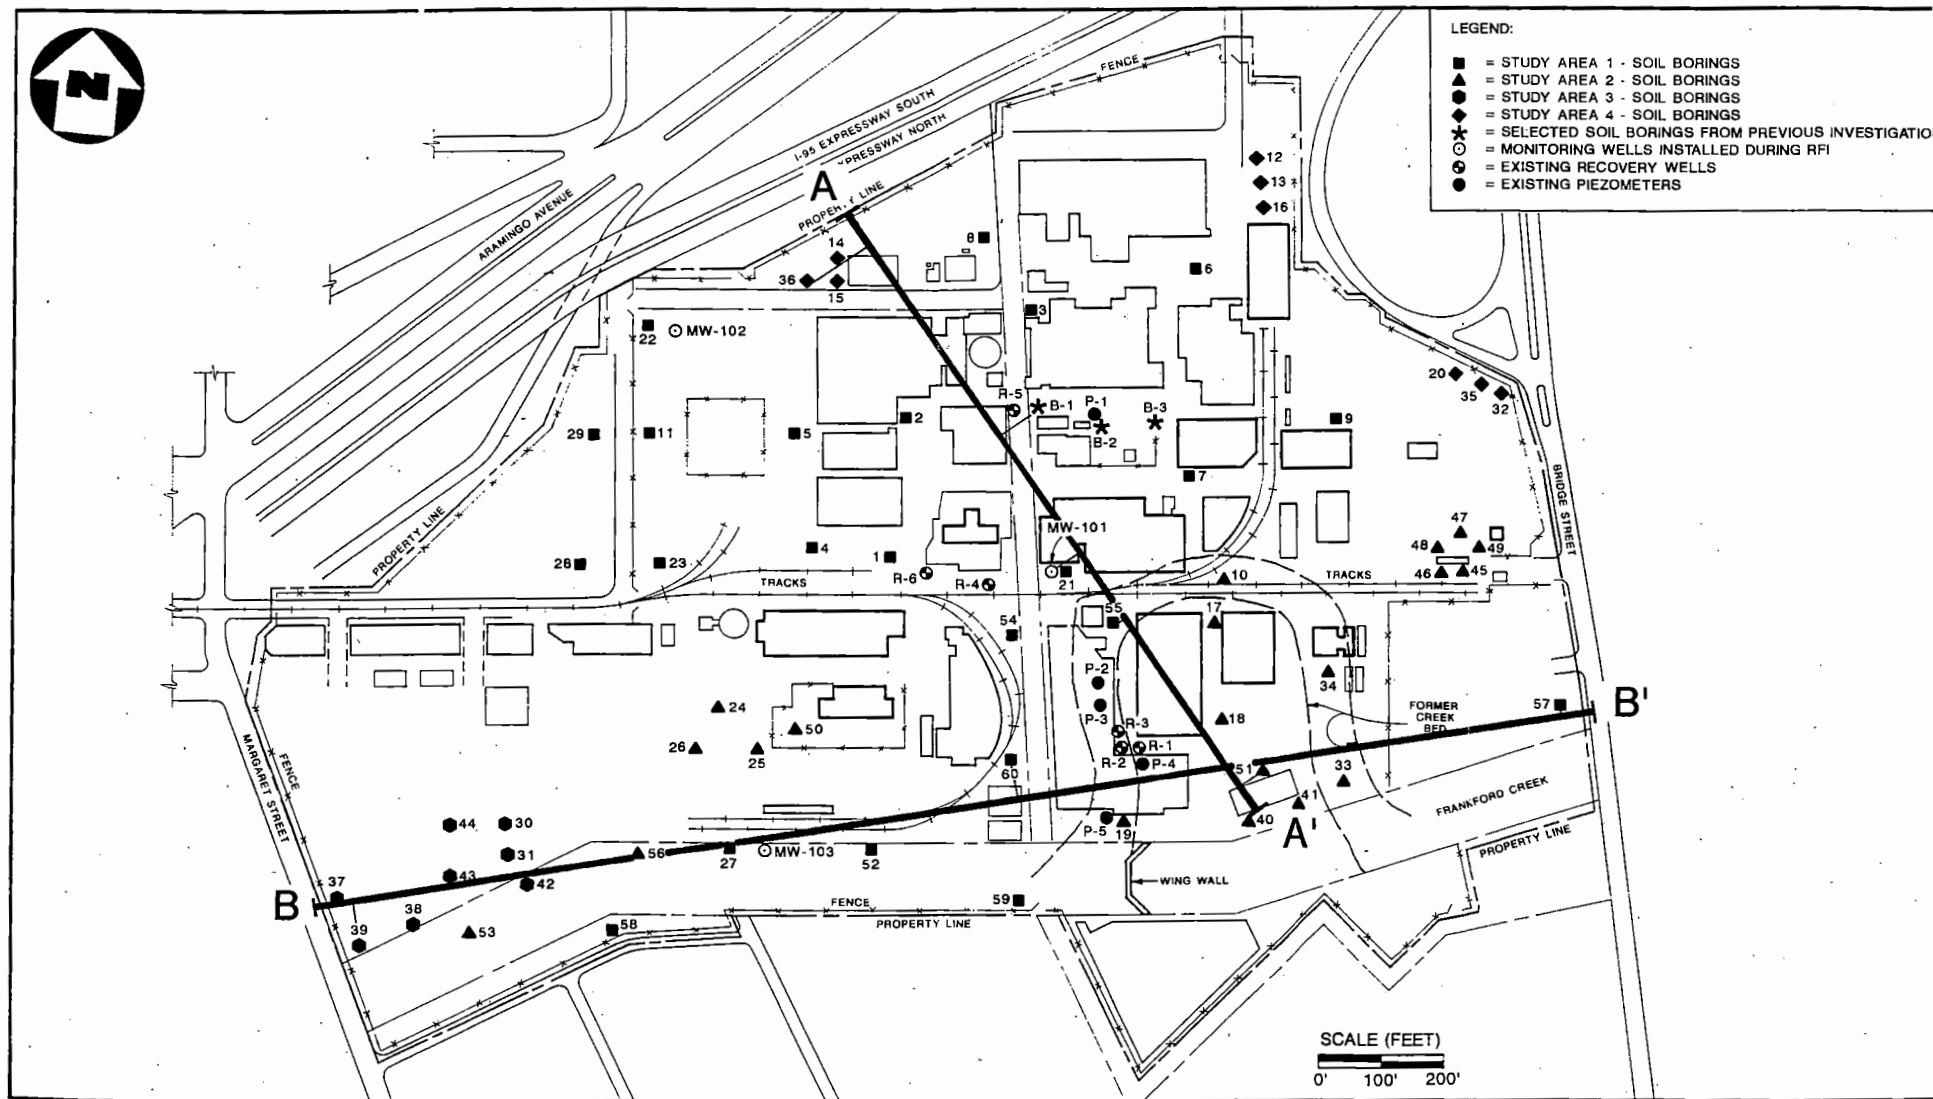 N
LEGEND:
■ = STUDY AREA 1 - SOIL BORINGS
▲ = STUDY AREA 2 - SOIL BORINGS
⬢ = STUDY AREA 3 - SOIL BORINGS
◆ = STUDY AREA 4 - SOIL BORINGS
★ = SELECTED SOIL BORINGS FROM PREVIOUS INVESTIGATIO
⊙ = MONITORING WELLS INSTALLED DURING RFI
= EXISTING RECOVERY WELLS
● = EXISTING PIEZOMETERS
FENCE
I-95 EXPRESSWAY SOUTH
PRESSWAY NORTH
ARAMINGO AVENUE
A
PROPERTY LINE
12
13
16
14
36
15
8
6
3
22
MW-102
20
35
32
R-5
B-1
P-1
B-2
B-3
2
5
11
29
9
7
BRIDGE STREET
PROPERTY LINE
MW-101
47
48
49
46
45
4
1
28
23
R-6
R-4
21
10
TRACKS
TRACKS
55
17
54
P-2
P-3
34
24
50
26
25
18
R-3
R-2
R-1
P-4
FORMER
CREEK
BED
57
B'
60
51
33
41
40
A'
FRANKFORD CREEK
PROPERTY LINE
MARGARET STREET
FENCE
44
30
31
43
42
56
27
MW-103
52
P-5
19
37
B
39
38
53
58
FENCE
PROPERTY LINE
59
WING WALL
SCALE (FEET)
0' 100' 200'